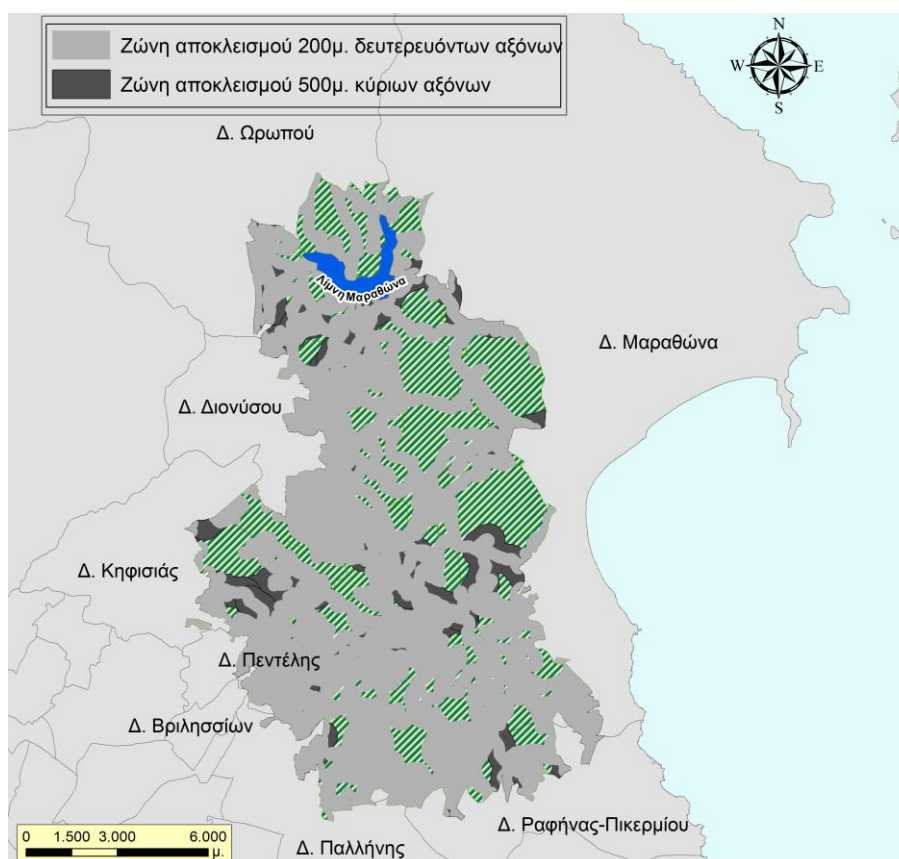 Ζώνη αποκλεισμού 200μ. δευτερευόντων αξόνων
Ζώνη αποκλεισμού 500μ. κύριων αξόνων
N
W E
S
Δ. Ωρωπού
Λίμνη Μαραθώνα
Δ. Μαραθώνα
Δ. Διονύσου
Δ. Κηφισιάς
Δ. Πεντέλης
Δ. Βριλησσίων
Δ. Ραφήνας-Πικερμίου
Δ. Παλλήνης
0 1.500 3.000 6.000
μ.